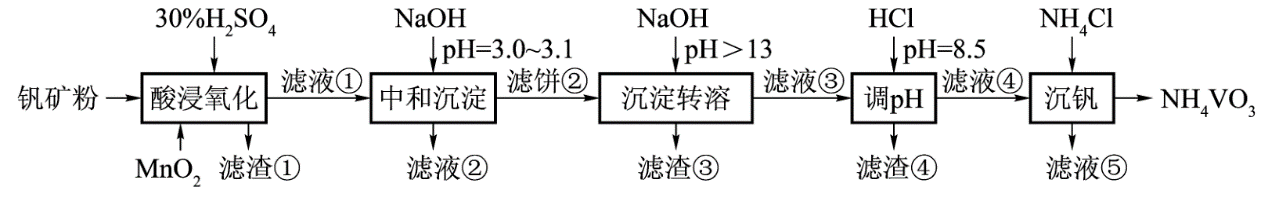 30%H₂SO₄ NaOH NaOH HCl NH₄Cl
pH=3.0~3.1 pH>13 pH=8.5
钒矿粉 酸浸氧化 滤液① 中和沉淀 滤饼② 沉淀转溶 滤液③ 调pH 滤液④ 沉钒 NH₄VO₃
MnO₂ 滤渣① 滤液② 滤渣③ 滤渣④ 滤液⑤